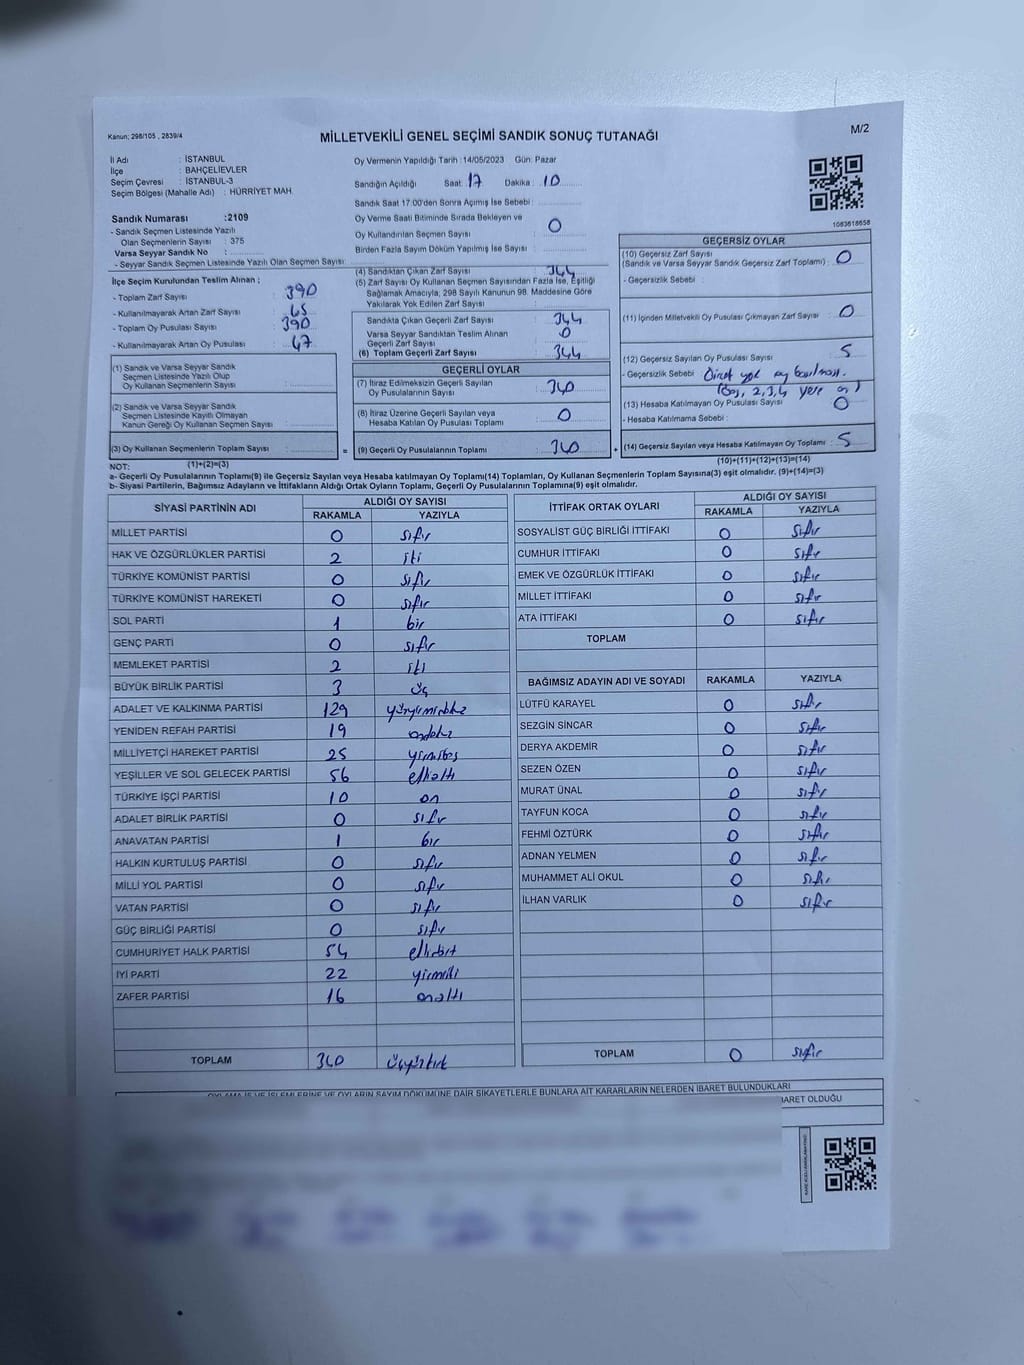 Kanun; 298/105 , 2839/4
MİLLETVEKİLİ GENEL SEÇİMİ SANDIK SONUÇ TUTANAĞI
M/2
İl Adı : İSTANBUL
İlçe : BAHÇELİEVLER
Seçim Çevresi : İSTANBUL-3
Seçim Bölgesi (Mahalle Adı) : HÜRRİYET MAH.
Sandık Numarası :2109
- Sandık Seçmen Listesinde Yazılı
Olan Seçmenlerin Sayısı : 375
Varsa Seyyar Sandık No :
- Seyyar Sandık Seçmen Listesinde Yazılı Olan Seçmen Sayısı:
Oy Vermenin Yapıldığı Tarih :14/05/2023 Gün: Pazar
Sandığın Açıldığı Saat: 17 Dakika : 10
Sandık Saat 17.00'den Sonra Açımış İse Sebebi :
Oy Verme Saati Bitiminde Sırada Bekleyen ve
Oy Kullandırılan Seçmen Sayısı : 0
Birden Fazla Sayım Döküm Yapılmış İse Sayısı :
1083618658
İlçe Seçim Kurulundan Teslim Alınan ;
- Toplam Zarf Sayısı : 390
- Kullanılmayarak Artan Zarf Sayısı : 45
- Toplam Oy Pusulası Sayısı : 390
- Kullanılmayarak Artan Oy Pusulası : 47
(1) Sandık ve Varsa Seyyar Sandık
Seçmen Listesinde Yazılı Olup
Oy Kullanan Seçmenlerin Sayısı :
(2) Sandık ve Varsa Seyyar Sandık
Seçmen Listesinde Kayıtlı Olmayan
Kanun Gereği Oy Kullanan Seçmen Sayısı :
(3) Oy Kullanan Seçmenlerin Toplam Sayısı :
(4) Sandıktan Çıkan Zarf Sayısı : 344
(5) Zarf Sayısı Oy Kullanan Seçmen Sayısından Fazla İse, Eşitliği
Sağlamak Amacıyla, 298 Sayılı Kanunun 98. Maddesine Göre
Yakılarak Yok Edilen Zarf Sayısı :
Sandıkta Çıkan Geçerli Zarf Sayısı : 344
Varsa Seyyar Sandıktan Teslim Alınan
Geçerli Zarf Sayısı : 0
(6) Toplam Geçerli Zarf Sayısı : 344
GEÇERLİ OYLAR
(7) İtiraz Edilmeksizin Geçerli Sayılan
Oy Pusulalarının Sayısı : 340
(8) İtiraz Üzerine Geçerli Sayılan veya
Hesaba Katılan Oy Pusulası Toplamı : 0
= (9) Geçerli Oy Pusulalarının Toplamı : 340 +
GEÇERSİZ OYLAR
(10) Geçersiz Zarf Sayısı
(Sandık ve Varsa Seyyar Sandık Geçersiz Zarf Toplamı) : 0
- Geçersizlik Sebebi :
(11) İçinden Milletvekili Oy Pusulası Çıkmayan Zarf Sayısı : 0
(12) Geçersiz Sayılan Oy Pusulası Sayısı : 5
- Geçersizlik Sebebi : yok oy basılması.
(Boş, 2,3,4 yere oy)
(13) Hesaba Katılmayan Oy Pusulası Sayısı : 0
- Hesaba Katılmama Sebebi :
(14) Geçersiz Sayılan veya Hesaba Katılmayan Oy Toplamı : 5
NOT: (1)+(2)=(3) (10)+(11)+(12)+(13)=(14)
a- Geçerli Oy Pusulalarının Toplamı(9) ile Geçersiz Sayılan veya Hesaba katılmayan Oy Toplamı(14) Toplamları, Oy Kullanan Seçmenlerin Toplam Sayısına(3) eşit olmalıdır. (9)+(14)=(3)
b- Siyasi Partilerin, Bağımsız Adayların ve İttifakların Aldığı Ortak Oyların Toplamı, Geçerli Oy Pusulalarının Toplamına(9) eşit olmalıdır.
SİYASİ PARTİNİN ADI ALDIĞI OY SAYISI
RAKAMLA YAZIYLA
MİLLET PARTİSİ 0 sıfır
HAK VE ÖZGÜRLÜKLER PARTİSİ 2 iki
TÜRKİYE KOMÜNİST PARTİSİ 0 sıfır
TÜRKİYE KOMÜNİST HAREKETİ 0 sıfır
SOL PARTİ 1 bir
GENÇ PARTİ 0 sıfır
MEMLEKET PARTİSİ 2 iki
BÜYÜK BİRLİK PARTİSİ 3 üç
ADALET VE KALKINMA PARTİSİ 129 yüzyirmidokuz
YENİDEN REFAH PARTİSİ 19 ondokuz
MİLLİYETÇİ HAREKET PARTİSİ 25 yirmibeş
YEŞİLLER VE SOL GELECEK PARTİSİ 56 ellialtı
TÜRKİYE İŞÇİ PARTİSİ 10 on
ADALET BİRLİK PARTİSİ 0 sıfır
ANAVATAN PARTİSİ 1 bir
HALKIN KURTULUŞ PARTİSİ 0 sıfır
MİLLİ YOL PARTİSİ 0 sıfır
VATAN PARTİSİ 0 sıfır
GÜÇ BİRLİĞİ PARTİSİ 0 sıfır
CUMHURİYET HALK PARTİSİ 54 ellidört
İYİ PARTİ 22 yirmiiki
ZAFER PARTİSİ 16 onaltı
TOPLAM 340 üçyüzkırk
İTTİFAK ORTAK OYLARI ALDIĞI OY SAYISI
RAKAMLA YAZIYLA
SOSYALİST GÜÇ BİRLİĞİ İTTİFAKI 0 sıfır
CUMHUR İTTİFAKI 0 sıfır
EMEK VE ÖZGÜRLÜK İTTİFAKI 0 sıfır
MİLLET İTTİFAKI 0 sıfır
ATA İTTİFAKI 0 sıfır
TOPLAM
BAĞIMSIZ ADAYIN ADI VE SOYADI RAKAMLA YAZIYLA
LÜTFÜ KARAYEL 0 sıfır
SEZGİN SİNCAR 0 sıfır
DERYA AKDEMİR 0 sıfır
SEZEN ÖZEN 0 sıfır
MURAT ÜNAL 0 sıfır
TAYFUN KOCA 0 sıfır
FEHMİ ÖZTÜRK 0 sıfır
ADNAN YELMEN 0 sıfır
MUHAMMET ALİ OKUL 0 sıfır
İLHAN VARLIK 0 sıfır
TOPLAM 0 sıfır
OYLAMA İŞ VE İŞLEMLERİNE VE OYLARIN SAYIM DÖKÜMÜNE DAİR ŞİKAYETLERLE BUNLARA AİT KARARLARIN NELERDEN İBARET BULUNDUKLARI
İBARET OLDUĞU